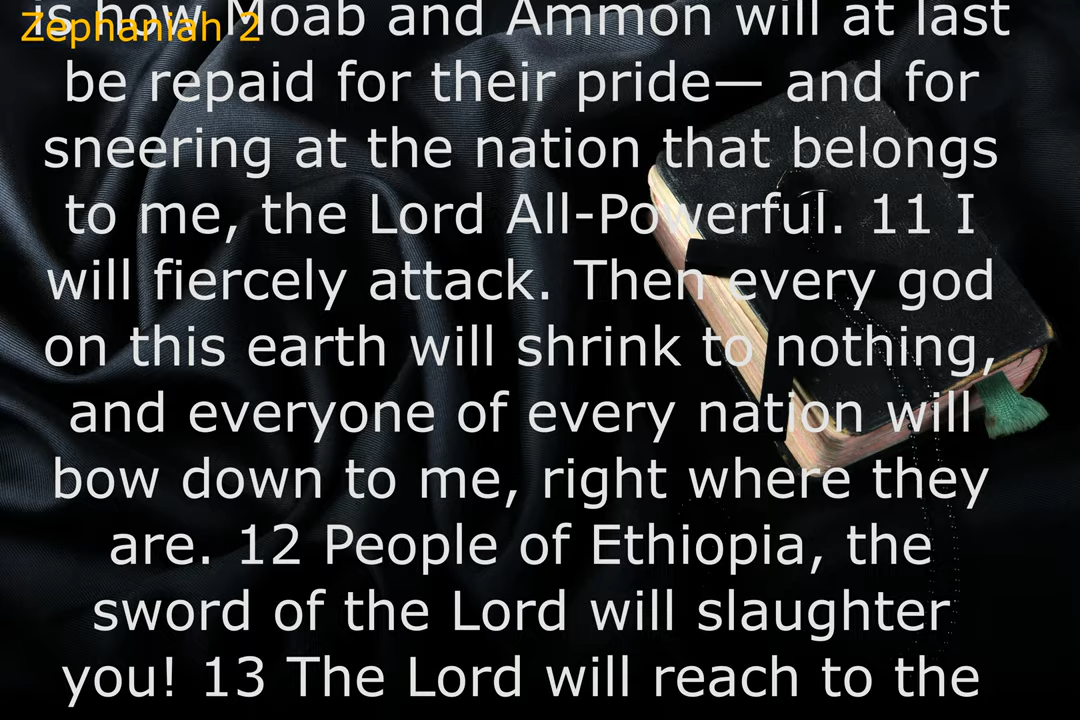 Zephaniah 2
is how Moab and Ammon will at last
be repaid for their pride— and for
sneering at the nation that belongs
to me, the Lord All-Powerful. 11 I
will fiercely attack. Then every god
on this earth will shrink to nothing,
and everyone of every nation will
bow down to me, right where they
are. 12 People of Ethiopia, the
sword of the Lord will slaughter
you! 13 The Lord will reach to the